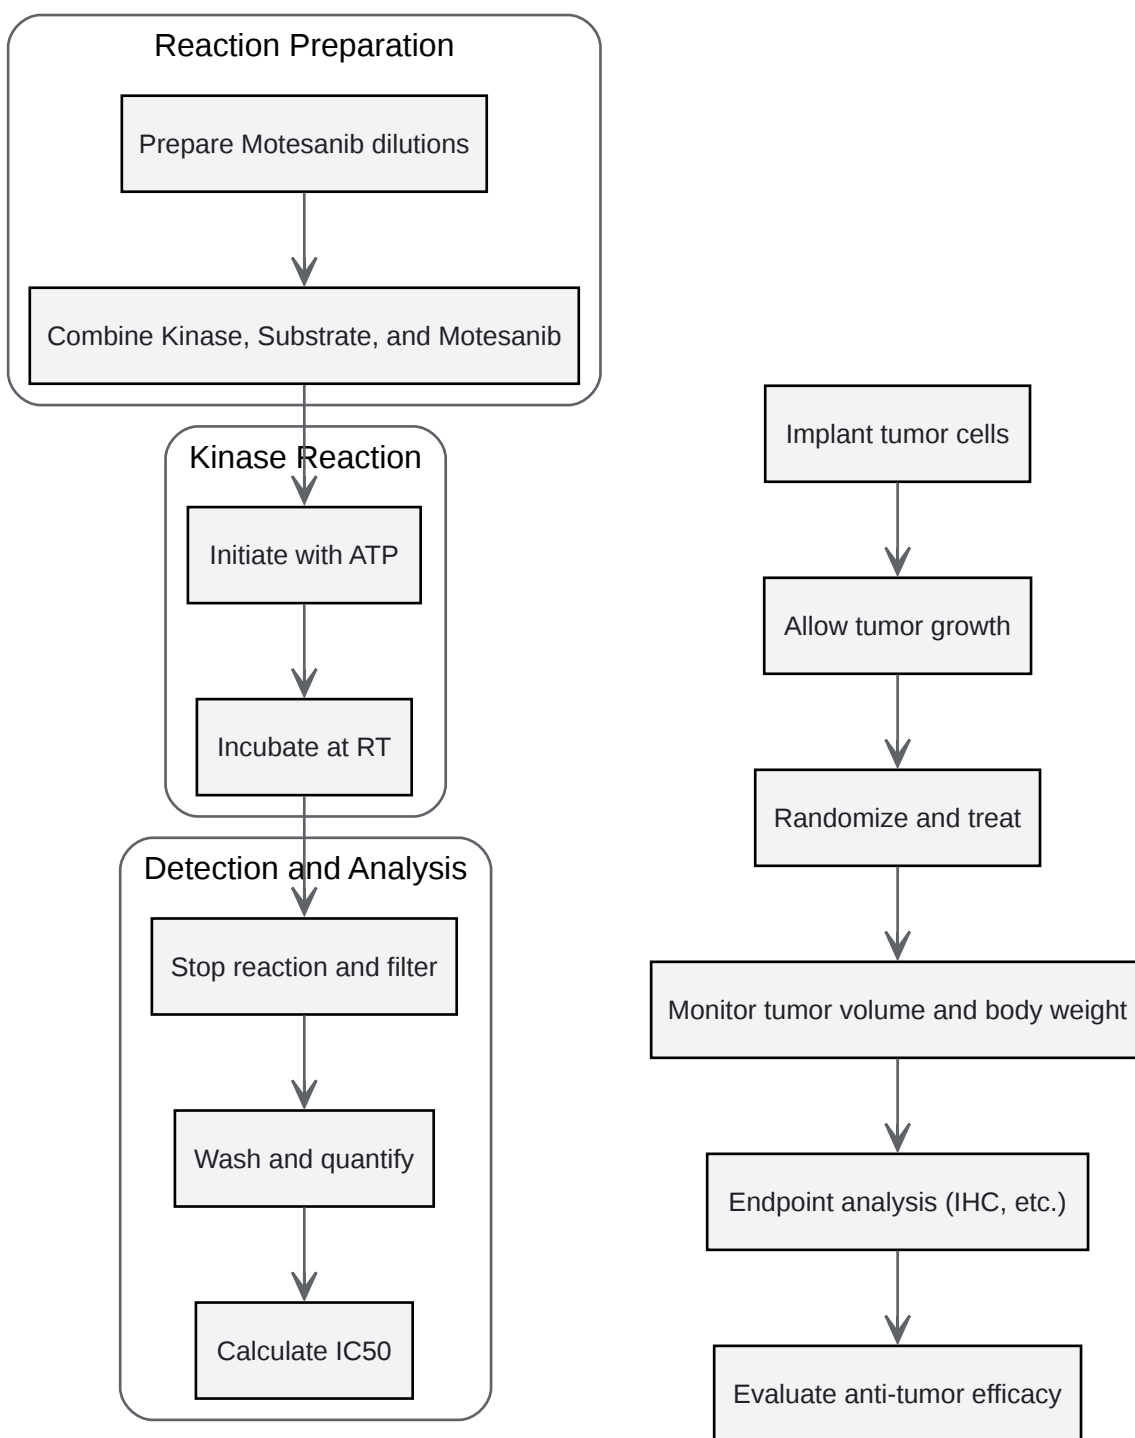 Reaction Preparation
Prepare Motesanib dilutions
Combine Kinase, Substrate, and Motesanib
Kinase Reaction
Initiate with ATP
Incubate at RT
Detection and Analysis
Stop reaction and filter
Wash and quantify
Calculate IC50
Implant tumor cells
Allow tumor growth
Randomize and treat
Monitor tumor volume and body weight
Endpoint analysis (IHC, etc.)
Evaluate anti-tumor efficacy